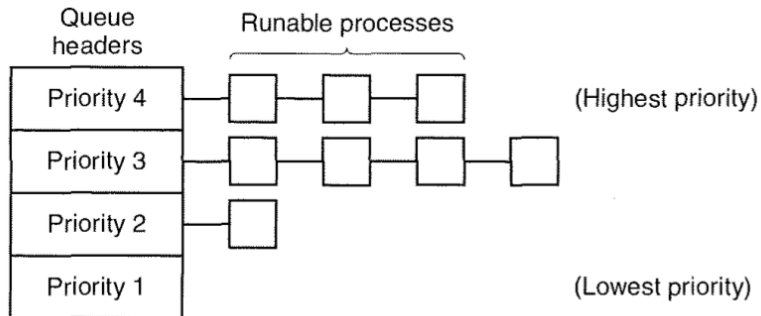 Queue
headers
Runable processes
Priority 4
(Highest priority)
Priority 3
Priority 2
Priority 1
(Lowest priority)